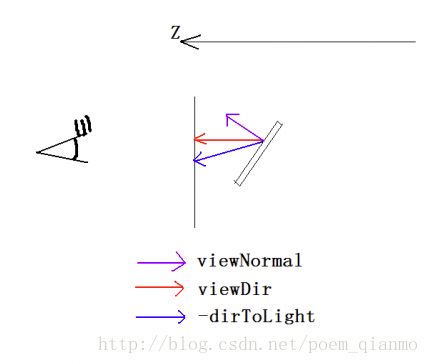 Z
viewNormal
viewDir
-dirToLight
http://blog.csdn.net/poem_qianmo